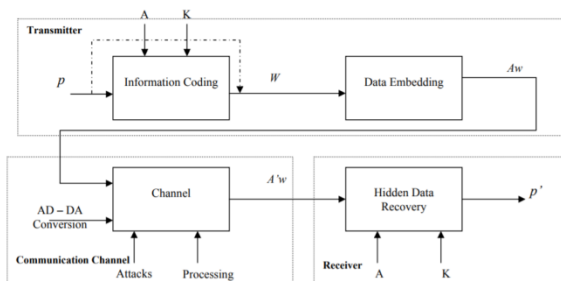 A K
Transmitter
p
Information Coding
W
Data Embedding
Aw
Channel
A'w
Hidden Data
Recovery
p'
AD – DA
Conversion
Communication Channel
Attacks
Processing
Receiver
A K